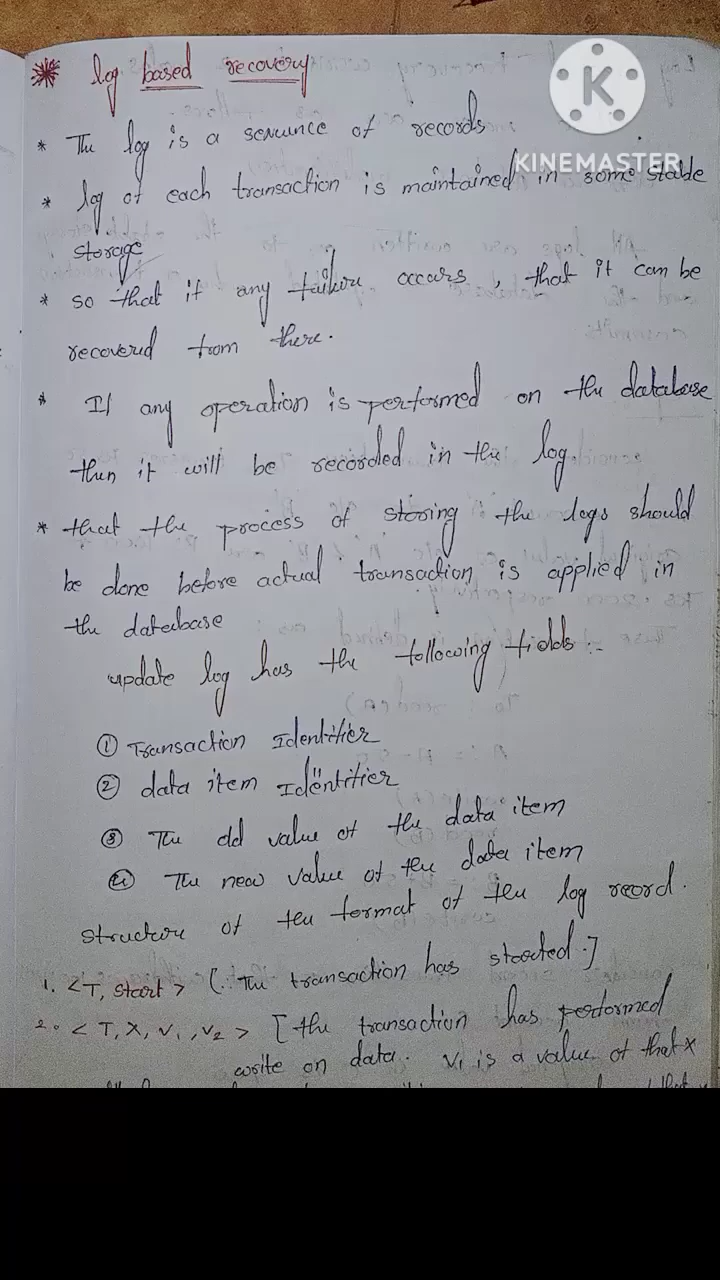 * log based recovery
K
KINEMASTER
* The log is a sequence of records.
* log of each transaction is maintained in some stable
storage
* so that if any failure occurs, that it can be
recovered from there.
* If any operation is performed on the database
then it will be recorded in the log.
* that the process of storing the logs should
be done before actual transaction is applied in
the database
update log has the following fields :-
① Transaction Identifier
② data item Identifier
③ The old value of the data item
④ The new value of the data item
structure of the format of the log record.
1. <T, start> [: The transaction has started.]
2. <T, X, V1, V2> [the transaction has performed
write on data. V1 is a value of that x